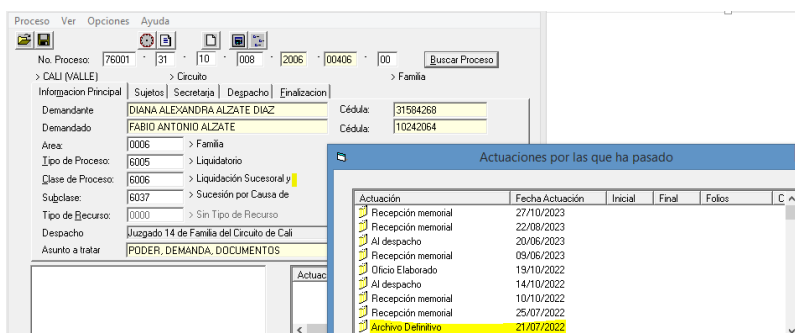 Proceso Ver Opciones Ayuda
No. Proceso: 76001 - 31 - 10 - 008 - 2006 - 00406 - 00 Buscar Proceso
> CALI (VALLE) > Circuito > Familia
Información Principal Sujetos Secretaria Despacho Finalizacion
Demandante DIANA ALEXANDRA ALZATE DIAZ Cédula: 31584268
Demandado FABIO ANTONIO ALZATE Cédula: 10242064
Area: 0006 > Familia
Tipo de Proceso: 6005 > Liquidatorio
Clase de Proceso: 6006 > Liquidación Sucesoral y
Subclase: 6037 > Sucesión por Causa de
Tipo de Recurso: 0000 > Sin Tipo de Recurso
Despacho Juzgado 14 de Familia del Circuito de Cali
Asunto a tratar PODER, DEMANDA, DOCUMENTOS
Actuac
Actuaciones por las que ha pasado
Actuación Fecha Actuación Inicial Final Folios C
Recepción memorial 27/10/2023
Recepción memorial 22/08/2023
Al despacho 20/06/2023
Recepción memorial 09/06/2023
Oficio Elaborado 19/10/2022
Al despacho 14/10/2022
Recepción memorial 10/10/2022
Recepción memorial 25/07/2022
Archivo Definitivo 21/07/2022